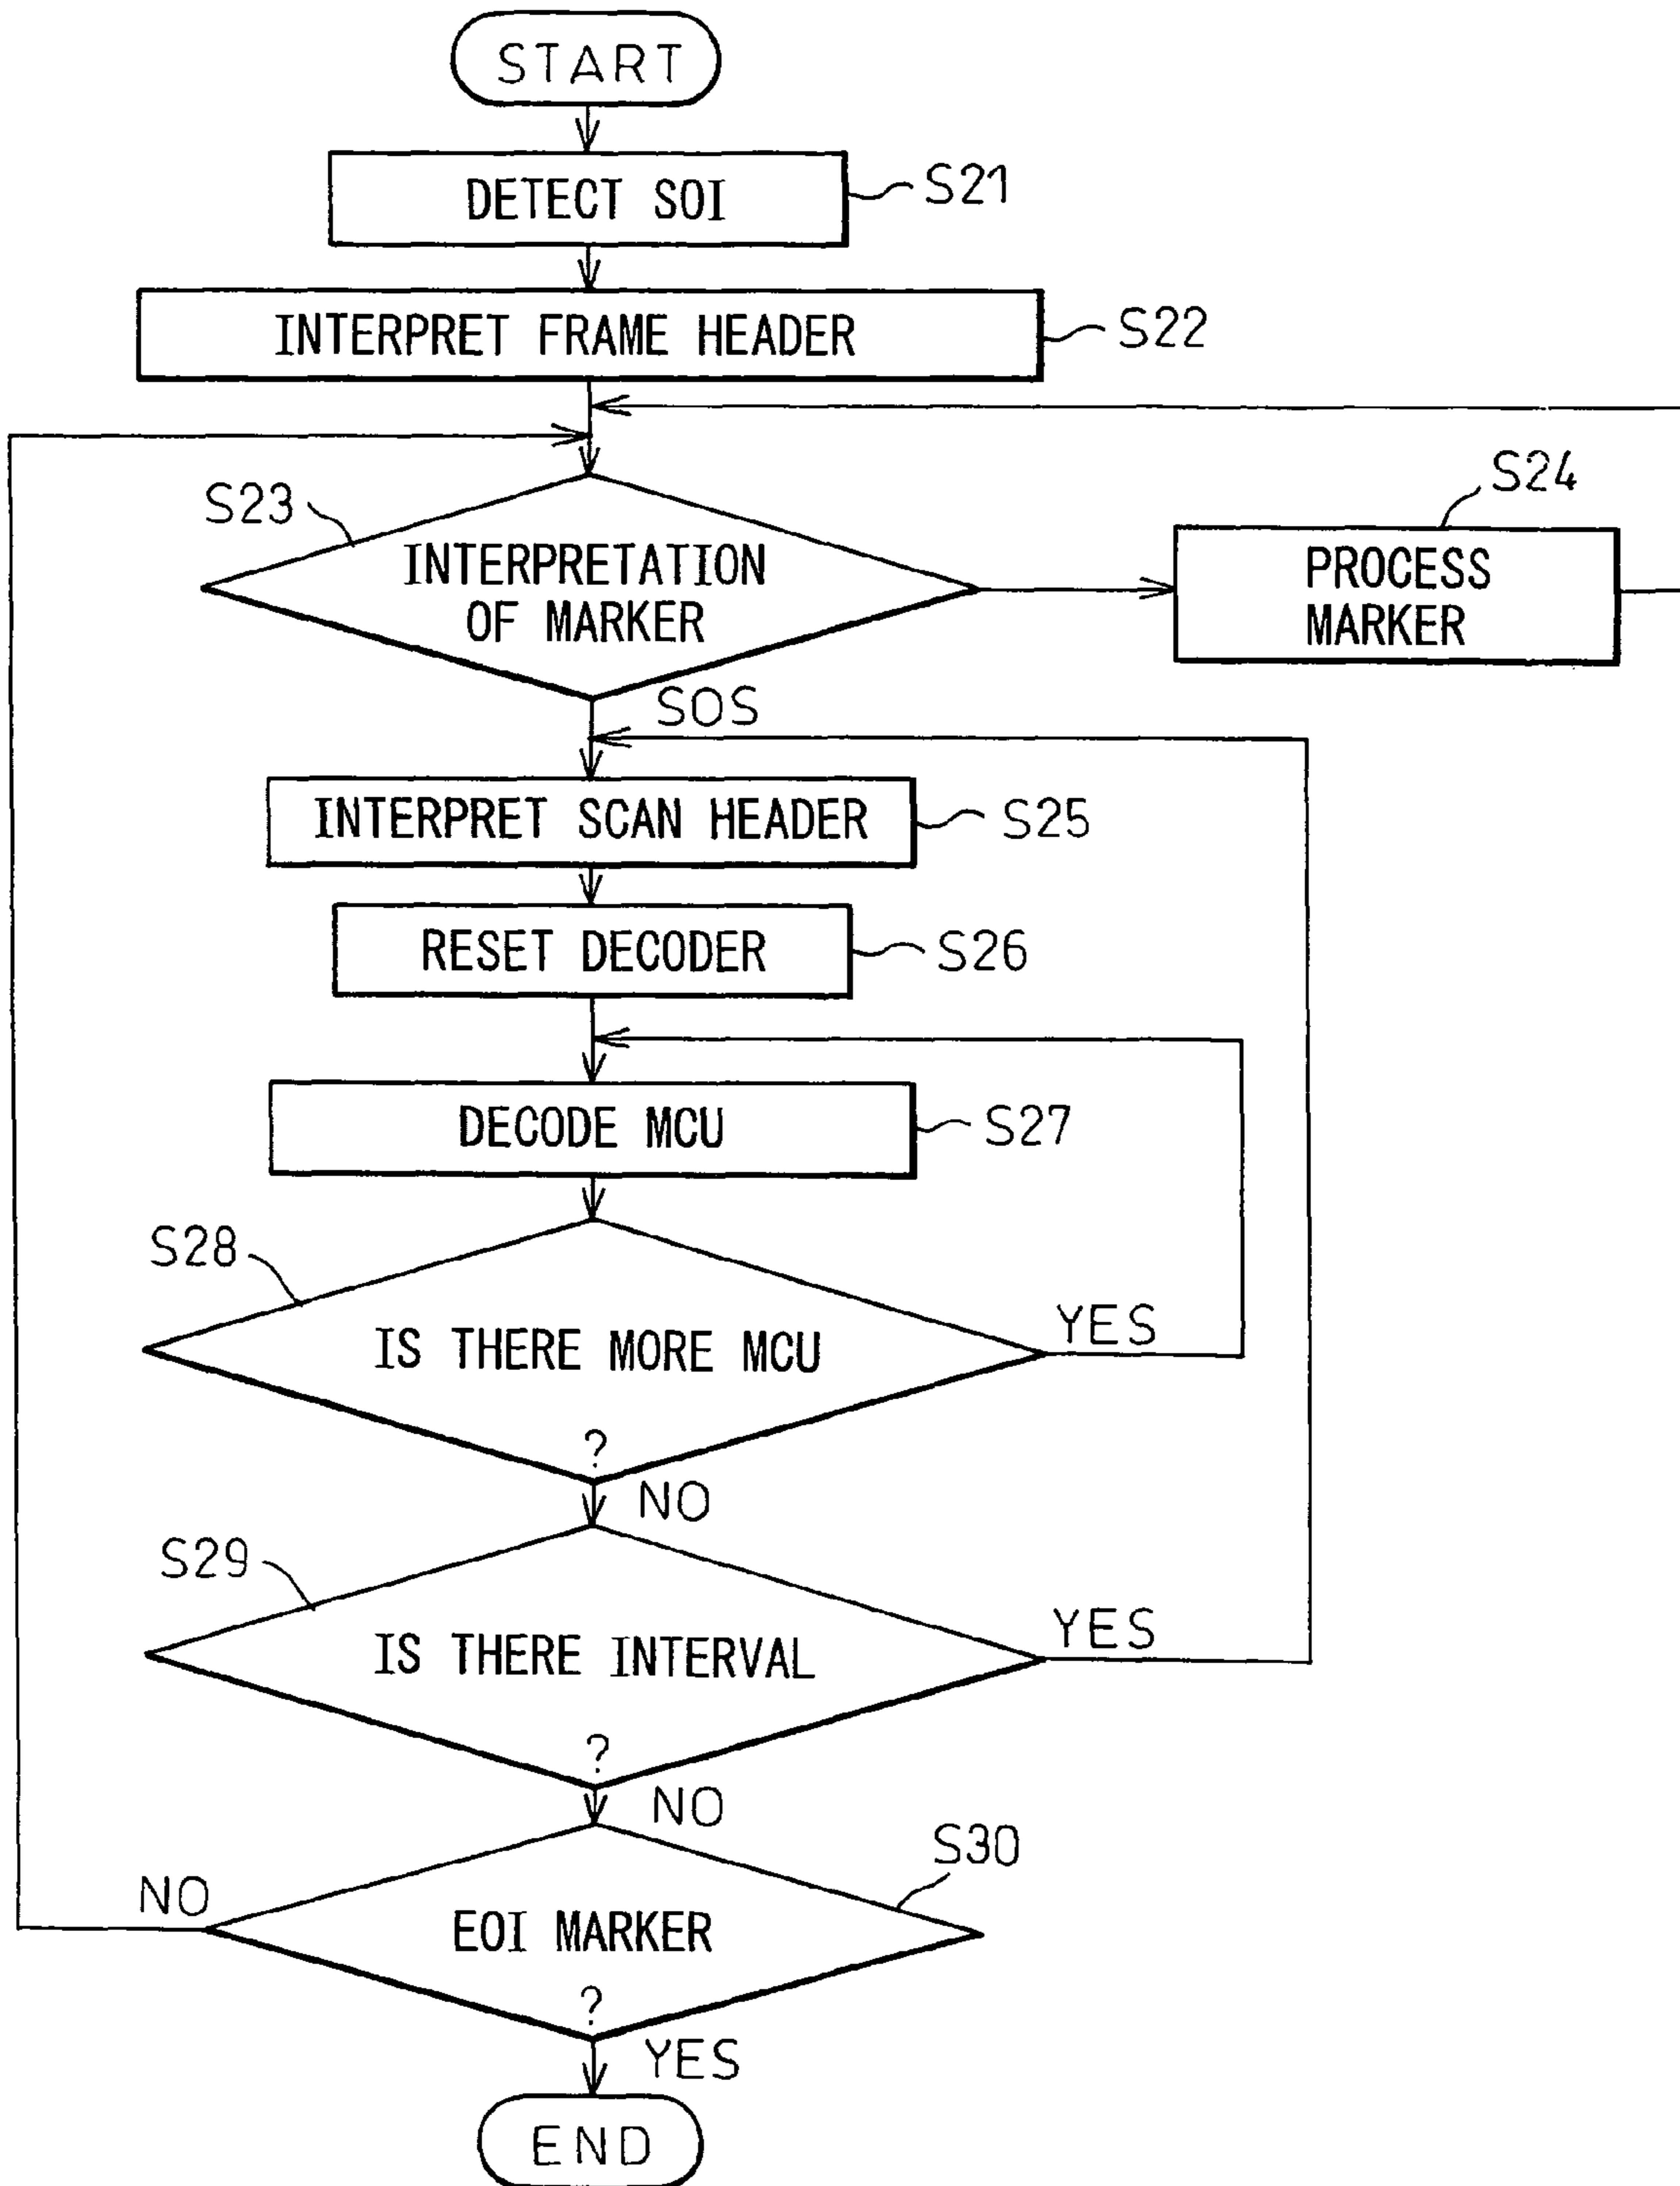 START
DETECT SOI
S21
INTERPRET FRAME HEADER
S22
S23
INTERPRETATION
OF MARKER
S24
PROCESS
MARKER
SOS
INTERPRET SCAN HEADER
S25
RESET DECODER
S26
DECODE MCU
S27
S28
IS THERE MORE MCU
?
YES
NO
S29
IS THERE INTERVAL
?
YES
NO
S30
EOI MARKER
?
NO
YES
END